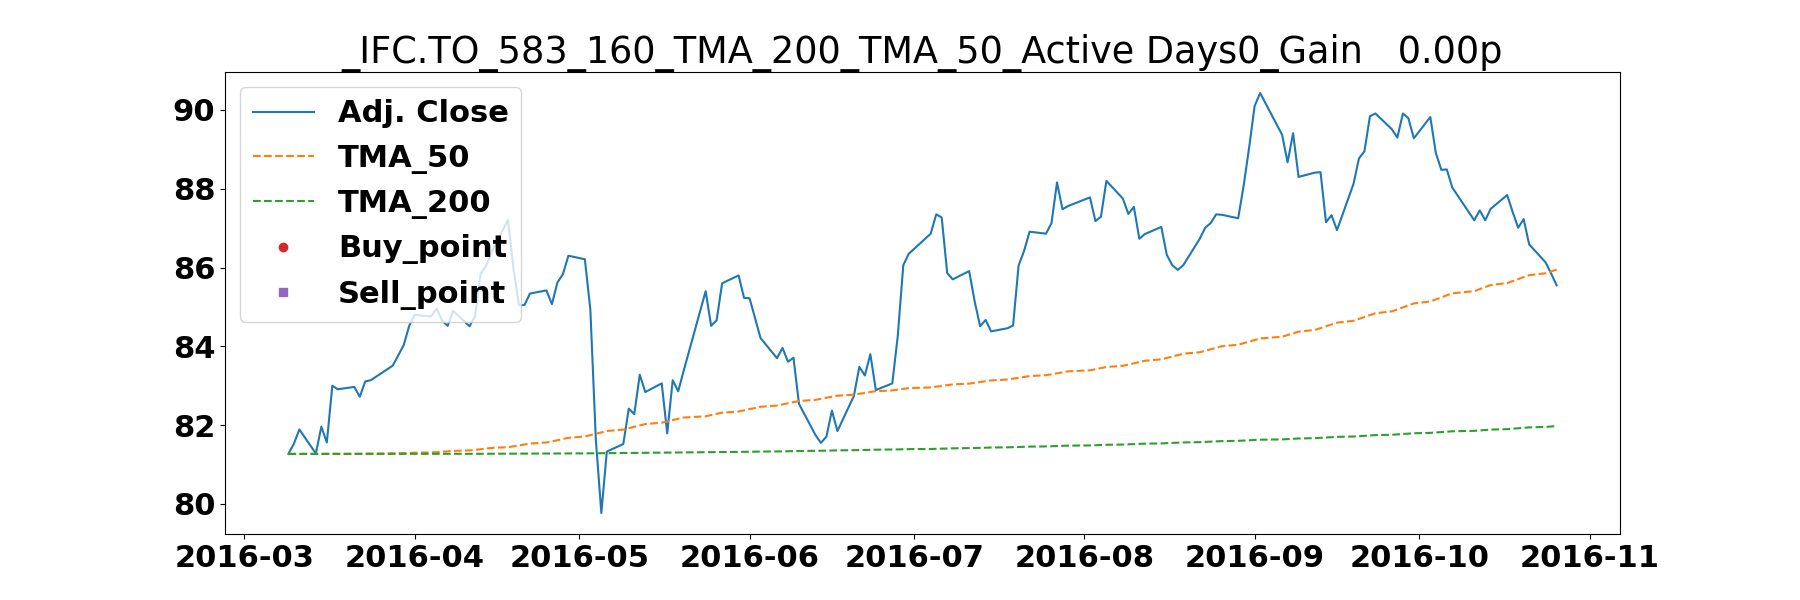 _IFC.TO_583_160_TMA_200_TMA_50_Active Days0_Gain   0.00p
Adj. Close
TMA_50
TMA_200
Buy_point
Sell_point
90
88
86
84
82
80
2016-03 2016-04 2016-05 2016-06 2016-07 2016-08 2016-09 2016-10 2016-11